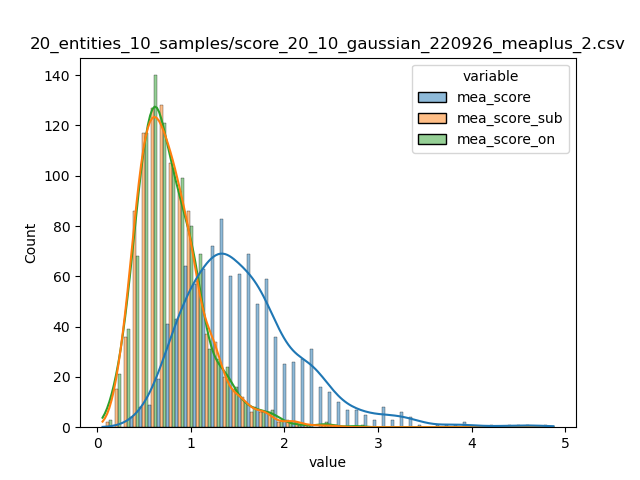 20_entities_10_samples/score_20_10_gaussian_220926_meaplus_2.csv
variable
mea_score
mea_score_sub
mea_score_on
Count
140
120
100
80
60
40
20
0
0 1 2 3 4 5
value